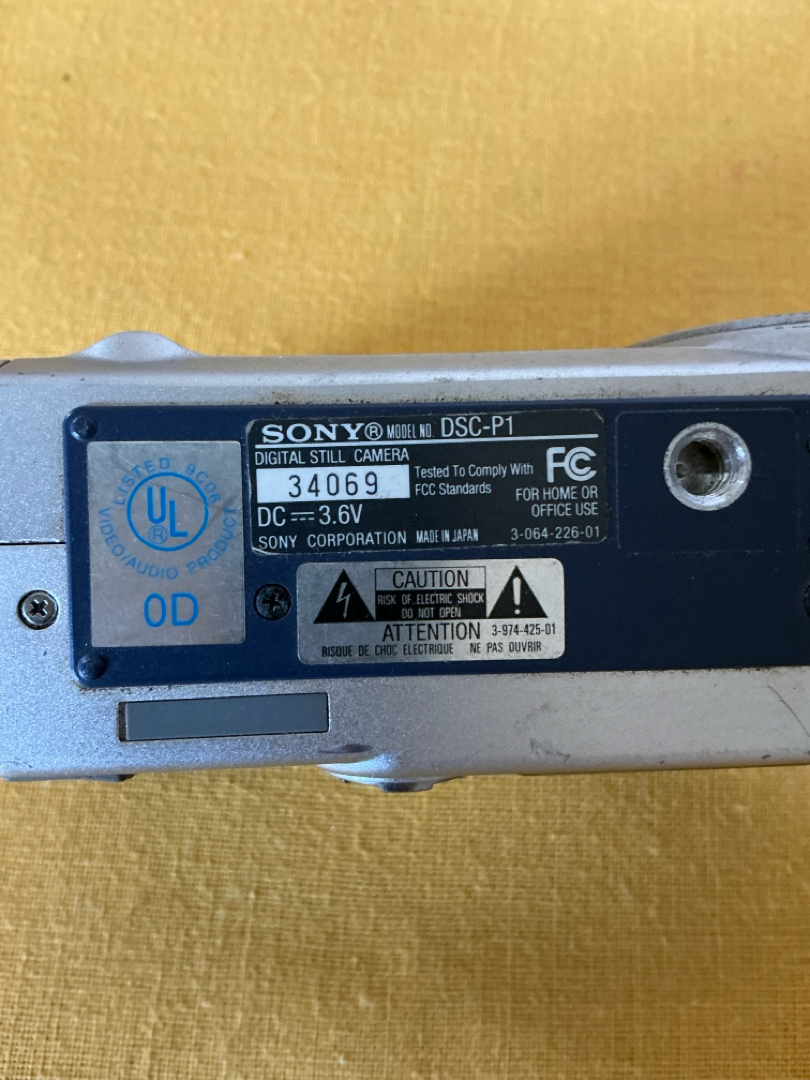 LISTED 9C06
UL®
VIDEO/AUDIO PRODUCT
0D
SONY® MODEL NO. DSC-P1
DIGITAL STILL CAMERA
34069
Tested To Comply With
FCC Standards
FC
FOR HOME OR
OFFICE USE
DC 3.6V
SONY CORPORATION MADE IN JAPAN 3-064-226-01
CAUTION
RISK OF ELECTRIC SHOCK
DO NOT OPEN
ATTENTION 3-974-425-01
RISQUE DE CHOC ELECTRIQUE NE PAS OUVRIR